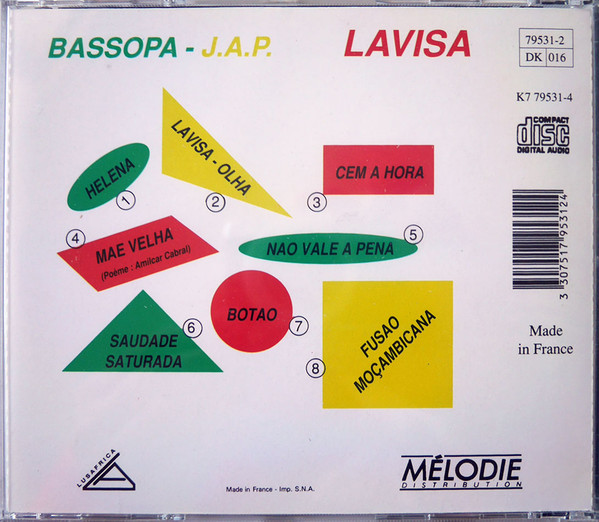 BASSOPA - J.A.P.
LAVISA
79531-2
DK 016
K7 79531-4
COMPACT
disc
DIGITAL AUDIO
HELENA
1
LAVISA - OLHA
2
CEM A HORA
3
4
MAE VELHA
(Poéme : Amilcar Cabral)
NAO VALE A PENA
5
SAUDADE
SATURADA
6
BOTAO
7
FUSAO
MOÇAMBICANA
8
3 307517 953124
Made
in France
LUSAFRICA
Made in France - Imp. S.N.A.
MÉLODIE
DISTRIBUTION